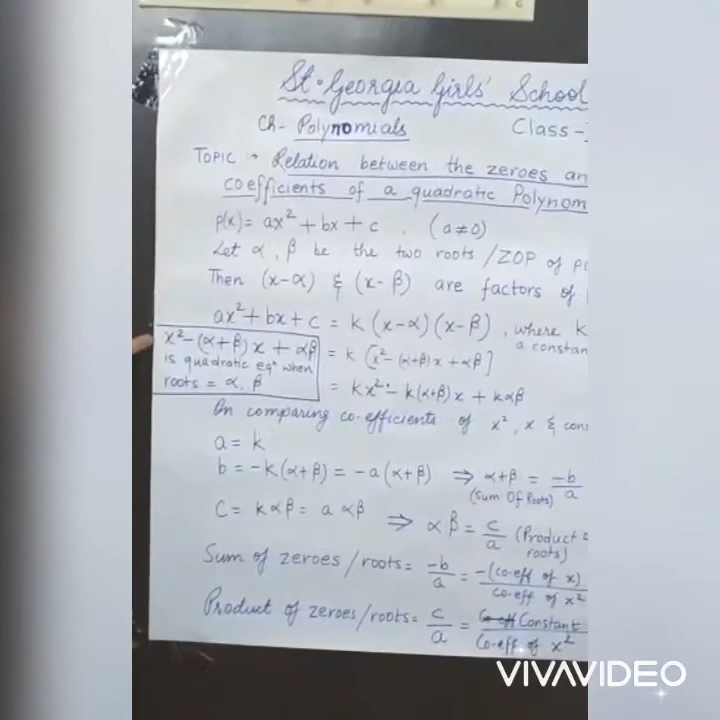 St. Georgia Girls' School
Ch- Polynomials Class-
TOPIC → Relation between the zeroes an
coefficients of a quadratic Polynom
p(x) = ax² + bx + c , (a≠0)
Let α, β be the two roots / ZOP of p(
Then (x-α) & (x-β) are factors of
ax² + bx + c = k (x-α) (x-β) , where k
a constan
x² - (α+β) x + αβ
is quadratic eqⁿ when
roots = α, β
= k [x² - (α+β) x + αβ]
= kx² - k(α+β) x + kαβ
On comparing co-efficients of x², x & cons
a = k
b = -k(α+β) = -a(α+β) ⇒ α+β = -b/a
(Sum Of Roots)
C = kαβ = a αβ ⇒ αβ = c/a (Product
roots)
Sum of zeroes/roots = -b/a = -(co-eff of x)/co-eff of x²
Product of zeroes/roots = c/a = Constant/Co-eff. of x²
VIVAVIDEO